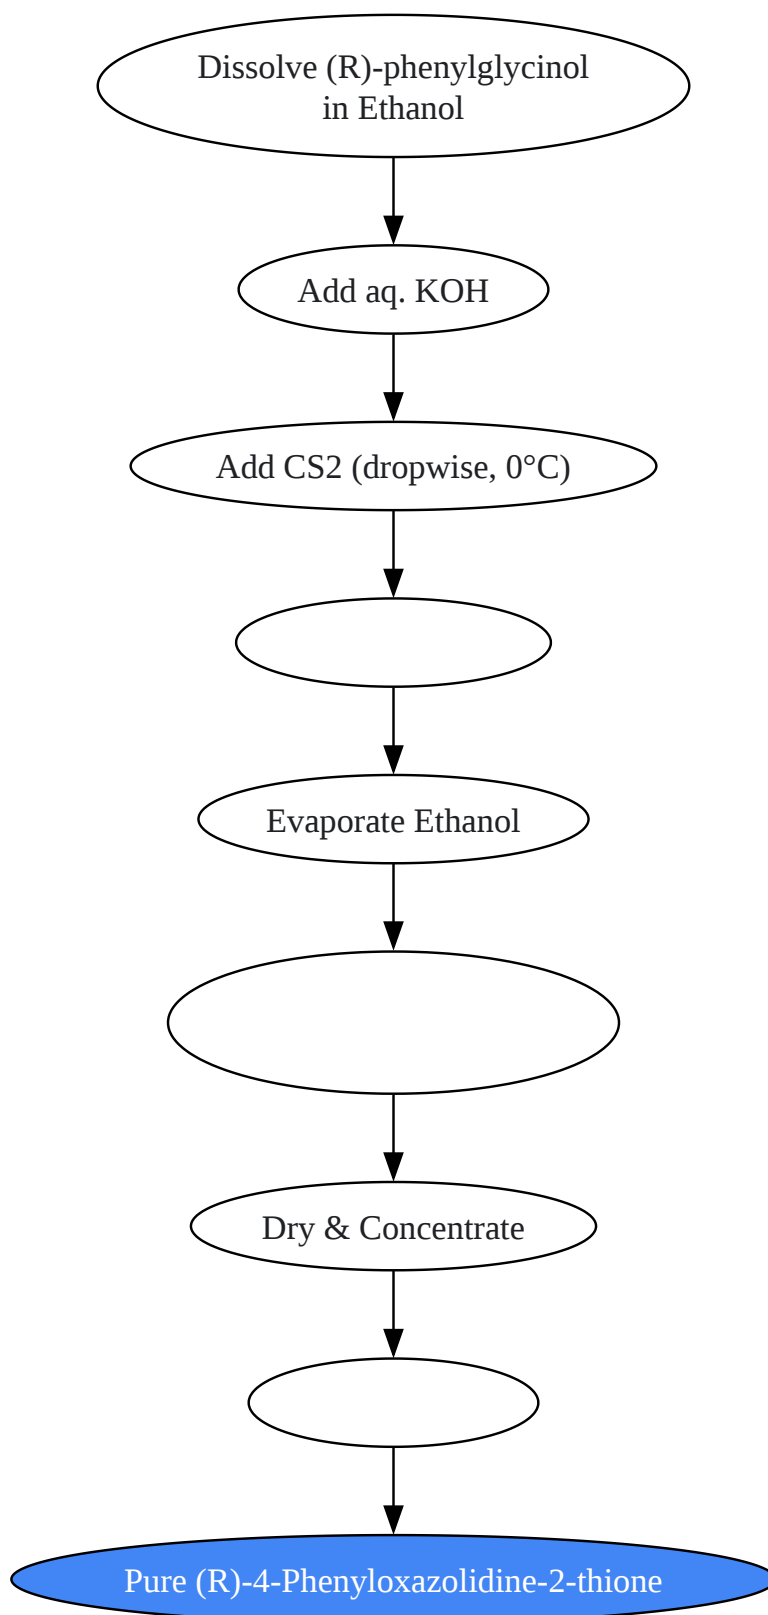 Dissolve (R)-phenylglycinol
in Ethanol
Add aq. KOH
Add CS2 (dropwise, 0°C)
Evaporate Ethanol
Dry & Concentrate
Pure (R)-4-Phenyloxazolidine-2-thione